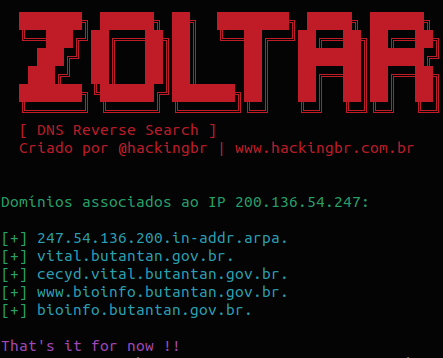 ZOLTAR
[ DNS Reverse Search ]
Criado por @hackingbr | www.hackingbr.com.br
Domínios associados ao IP 200.136.54.247:
[+] 247.54.136.200.in-addr.arpa.
[+] vital.butantan.gov.br.
[+] cecyd.vital.butantan.gov.br.
[+] www.bioinfo.butantan.gov.br.
[+] bioinfo.butantan.gov.br.
That's it for now !!